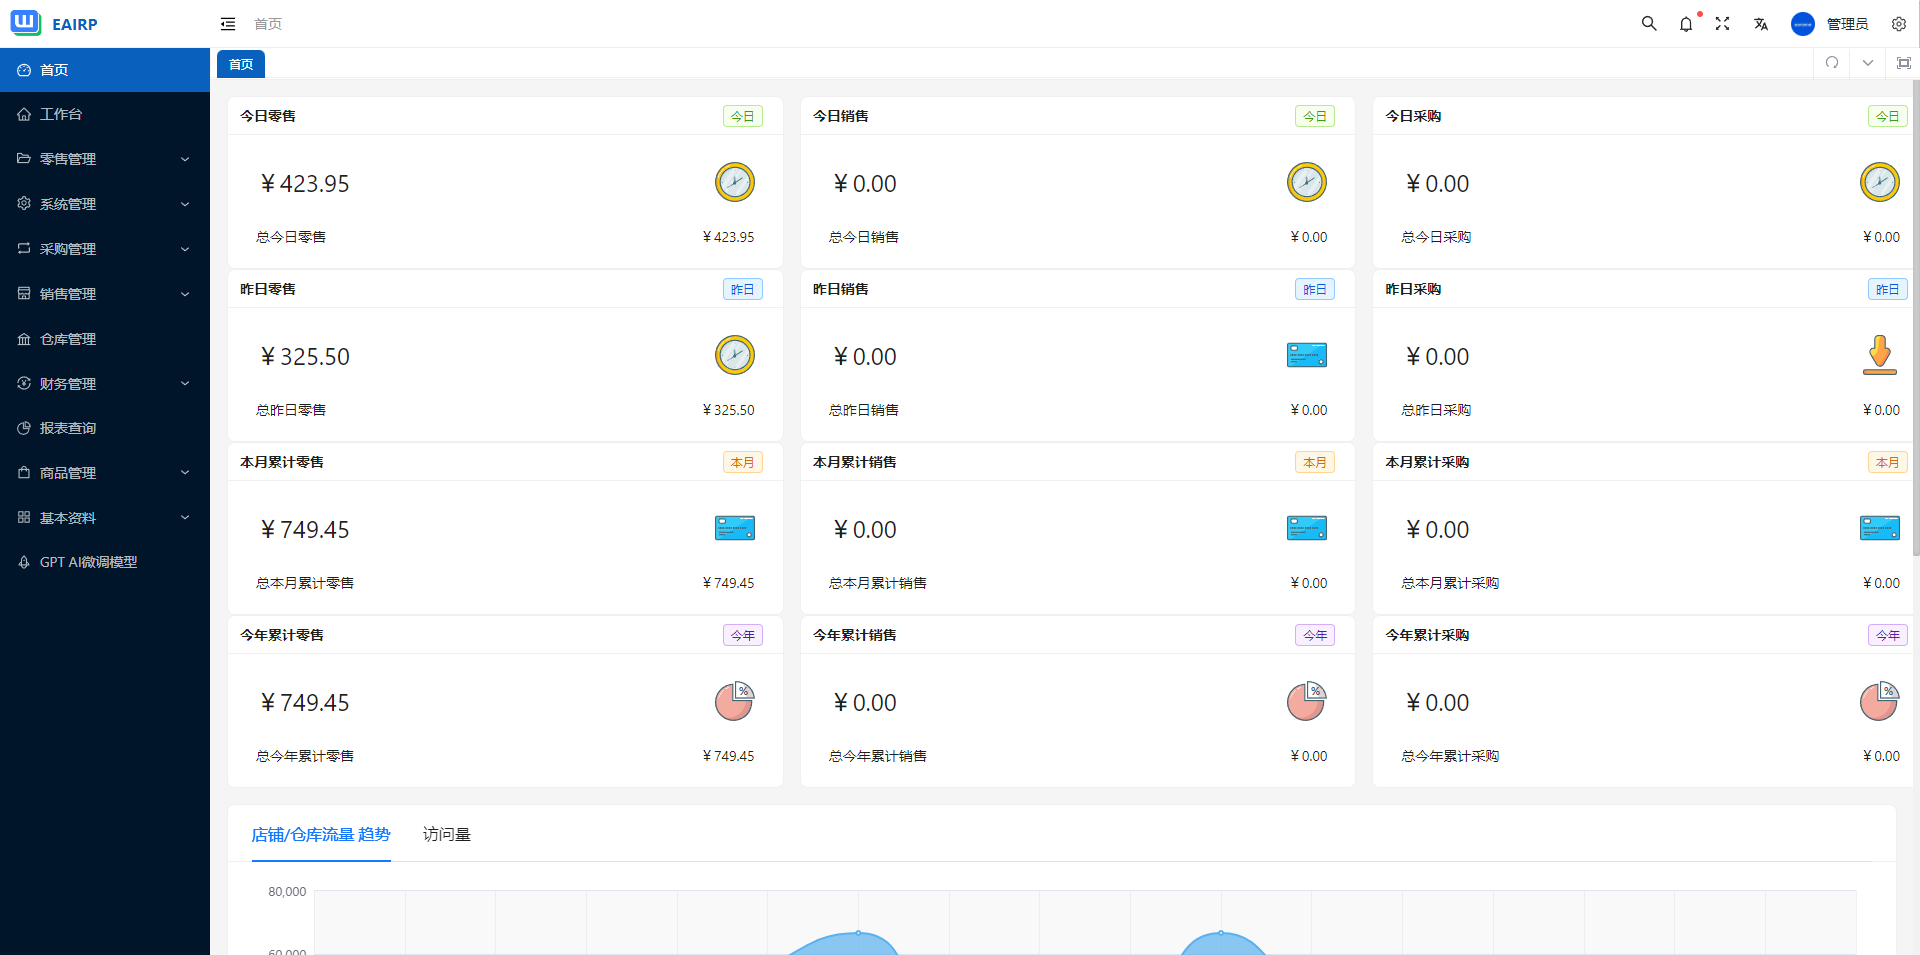 EAIRP
首页
管理员
首页
工作台
零售管理
系统管理
采购管理
销售管理
仓库管理
财务管理
报表查询
商品管理
基本资料
GPT AI微调模型
首页
今日零售 今日
¥ 423.95
总今日零售 ¥ 423.95
今日销售 今日
¥ 0.00
总今日销售 ¥ 0.00
今日采购 今日
¥ 0.00
总今日采购 ¥ 0.00
昨日零售 昨日
¥ 325.50
总昨日零售 ¥ 325.50
昨日销售 昨日
¥ 0.00
总昨日销售 ¥ 0.00
昨日采购 昨日
¥ 0.00
总昨日采购 ¥ 0.00
本月累计零售 本月
¥ 749.45
总本月累计零售 ¥ 749.45
本月累计销售 本月
¥ 0.00
总本月累计销售 ¥ 0.00
本月累计采购 本月
¥ 0.00
总本月累计采购 ¥ 0.00
今年累计零售 今年
¥ 749.45
总今年累计零售 ¥ 749.45
今年累计销售 今年
¥ 0.00
总今年累计销售 ¥ 0.00
今年累计采购 今年
¥ 0.00
总今年累计采购 ¥ 0.00
店铺/仓库流量 趋势 访问量
80,000
60,000